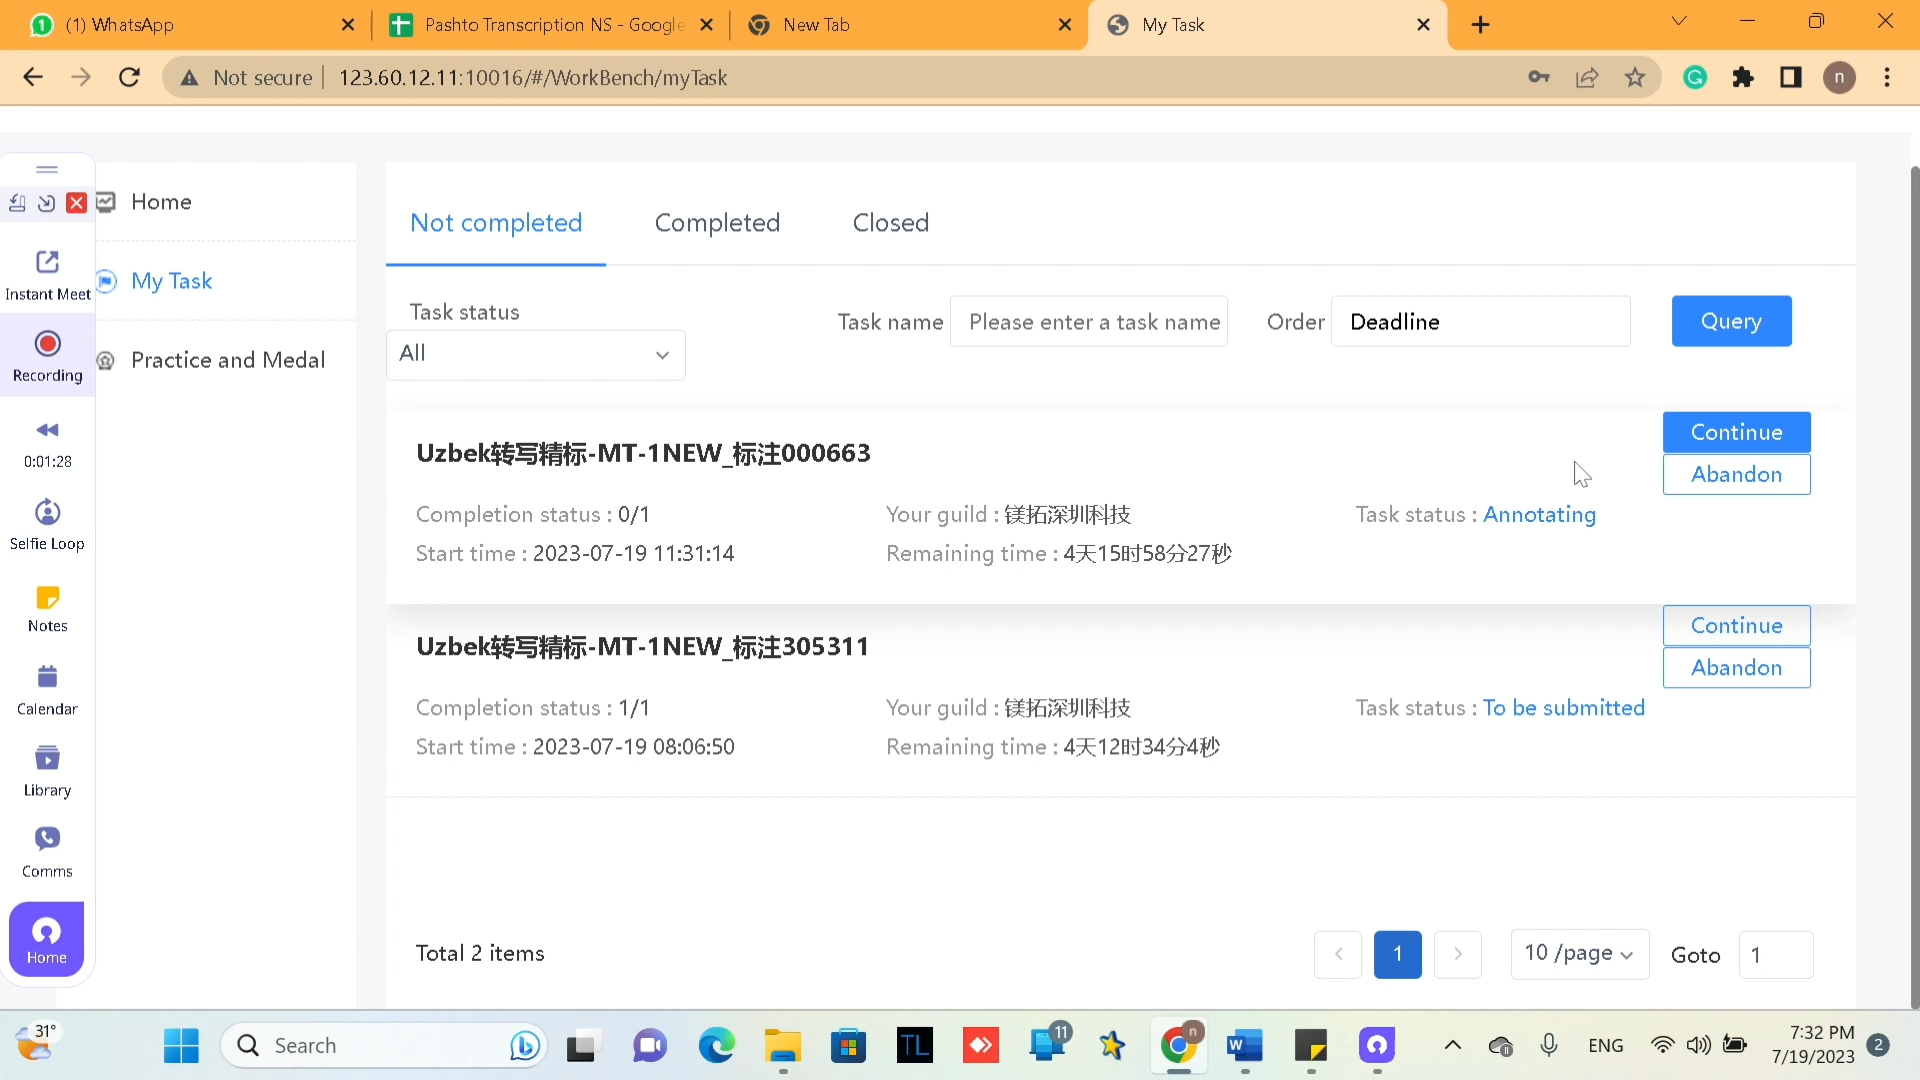 (1) WhatsApp
Pashto Transcription NS - Google
New Tab
My Task
Not secure
123.60.12.11:10016/#/WorkBench/myTask
n
Instant Meet
Recording
0:01:28
Selfie Loop
Notes
Calendar
Library
Comms
Home
Home
My Task
Practice and Medal
Not completed
Completed
Closed
Task status
All
Task name
Please enter a task name
Order
Deadline
Query
Uzbek转写精标-MT-1NEW_标注000663
Continue
Abandon
Completion status : 0/1
Your guild : 镁拓深圳科技
Task status : Annotating
Start time : 2023-07-19 11:31:14
Remaining time : 4天15时58分27秒
Uzbek转写精标-MT-1NEW_标注305311
Continue
Abandon
Completion status : 1/1
Your guild : 镁拓深圳科技
Task status : To be submitted
Start time : 2023-07-19 08:06:50
Remaining time : 4天12时34分4秒
Total 2 items
1
10 /page
Goto
1
31°
Search
TL
11
n
W
ENG
7:32 PM
7/19/2023
2